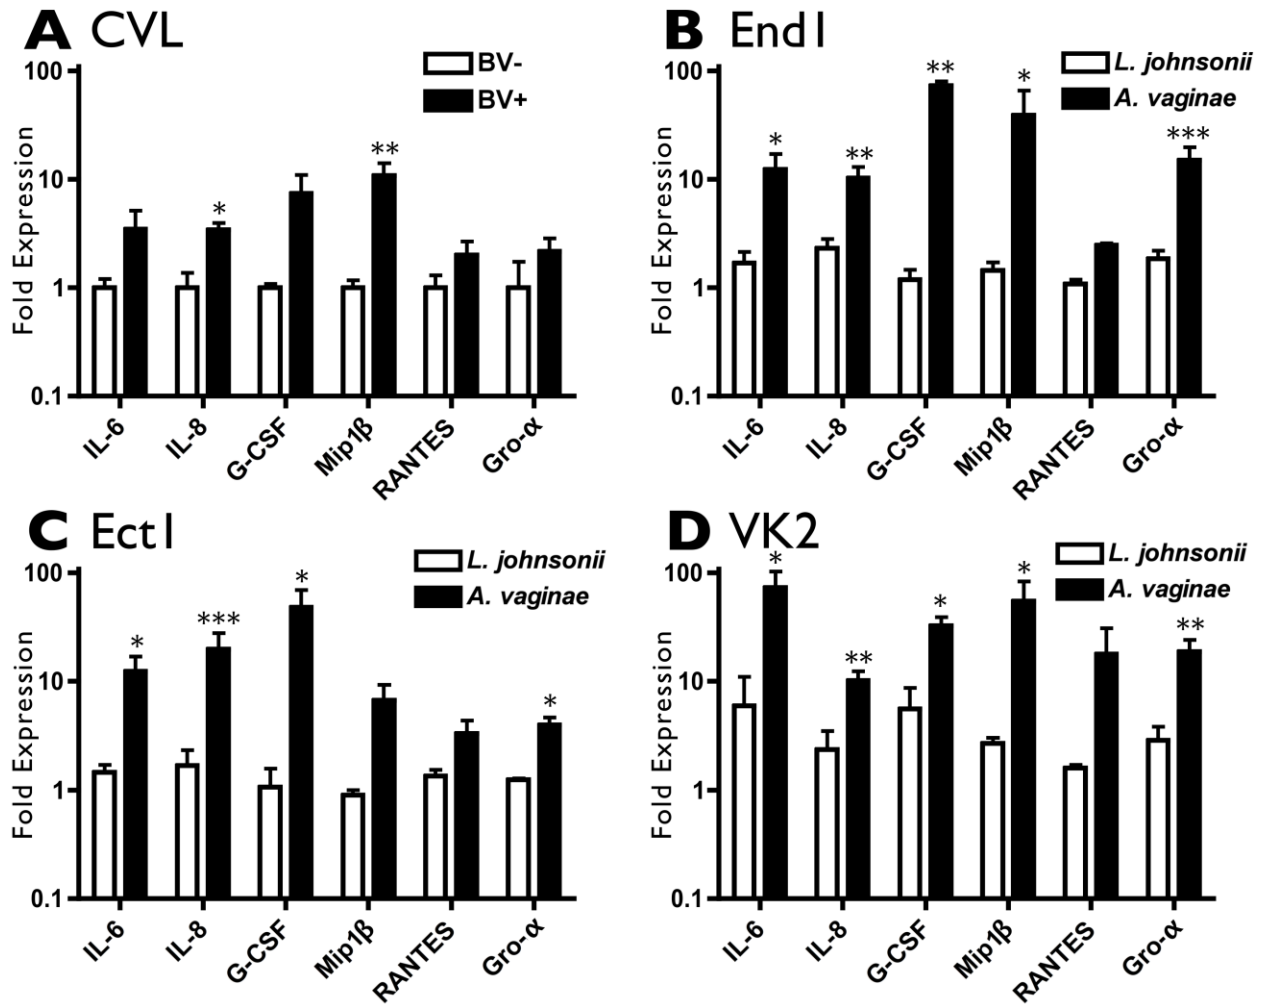 A CVL
BV-
BV+
Fold Expression
100
10
1
0.1
**
*
IL-6
IL-8
G-CSF
Mip1β
RANTES
Gro-α
B End1
L. johnsonii
A. vaginae
Fold Expression
100
10
1
0.1
*
**
**
*
***
IL-6
IL-8
G-CSF
Mip1β
RANTES
Gro-α
C Ect1
L. johnsonii
A. vaginae
Fold Expression
100
10
1
0.1
*
***
*
*
IL-6
IL-8
G-CSF
Mip1β
RANTES
Gro-α
D VK2
L. johnsonii
A. vaginae
Fold Expression
100
10
1
0.1
*
**
*
*
**
IL-6
IL-8
G-CSF
Mip1β
RANTES
Gro-α